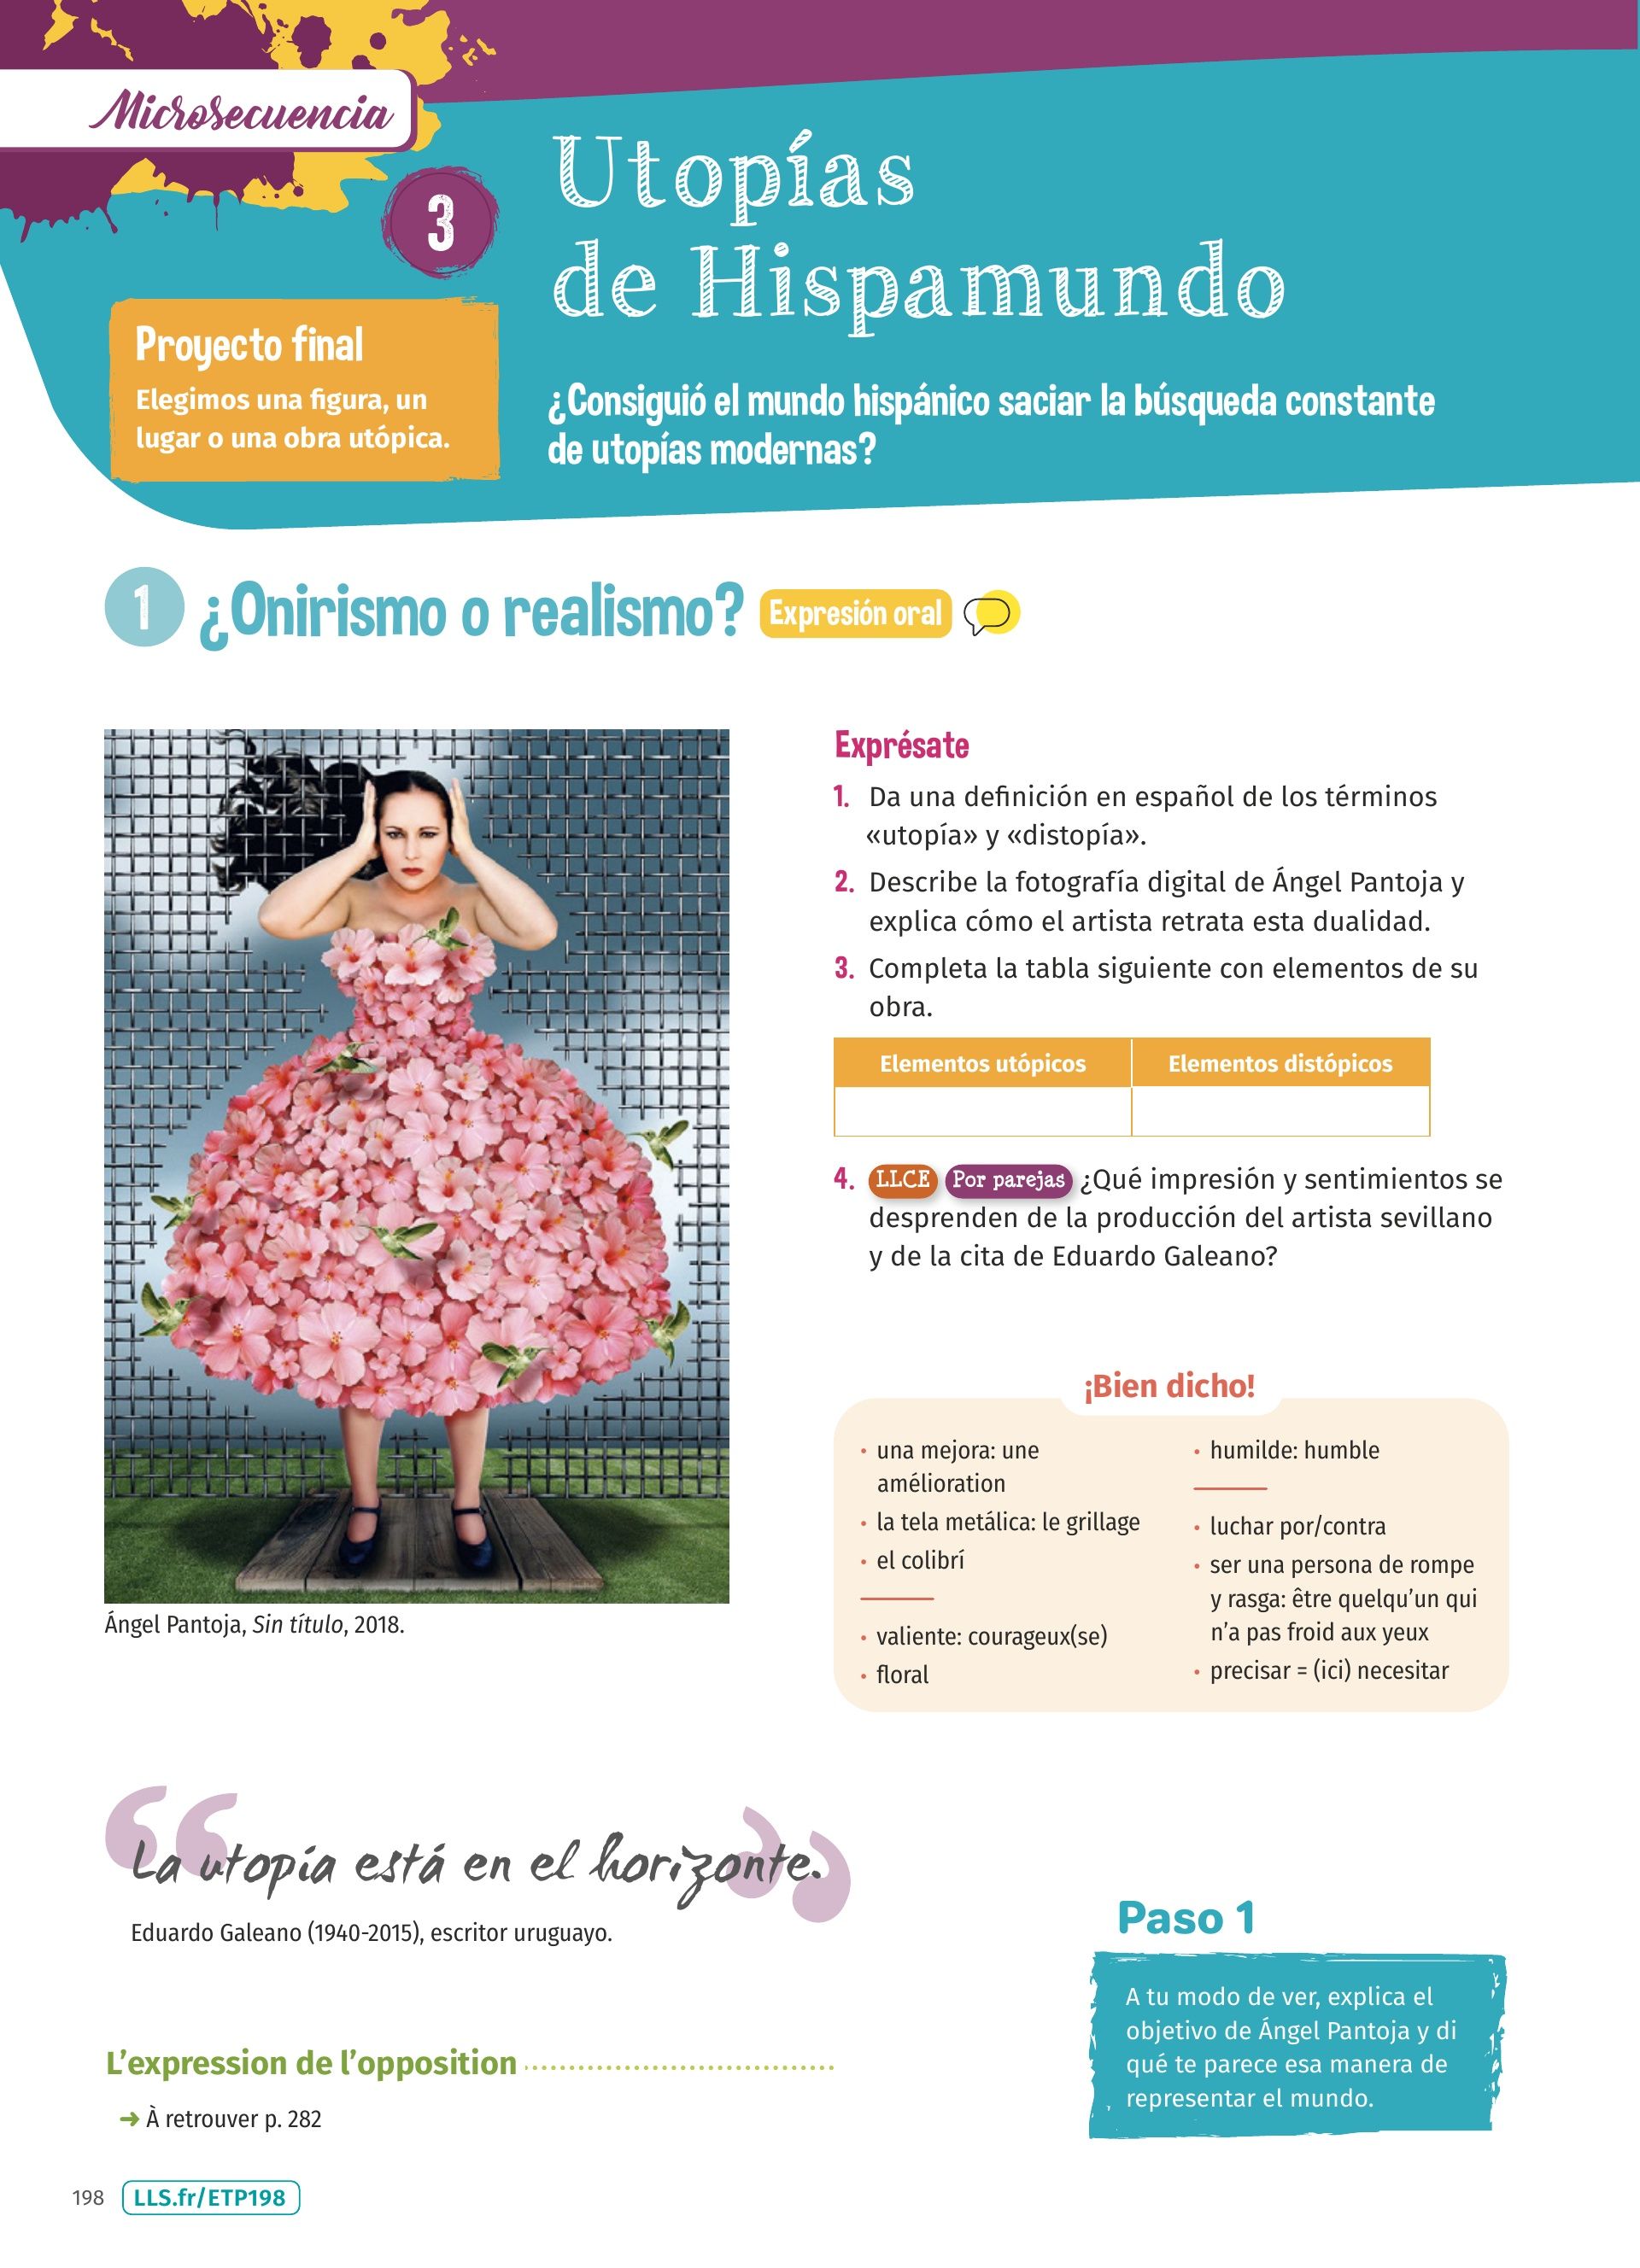 Microsecuencia
3
Utopías
de Hispamundo
Proyecto final
Elegimos una figura, un
lugar o una obra utópica.
¿Consiguió el mundo hispánico saciar la búsqueda constante
de utopías modernas?
1 ¿Onirismo o realismo? Expresión oral
Ángel Pantoja, Sin título, 2018.
Exprésate
1. Da una definición en español de los términos
«utopía» y «distopía».
2. Describe la fotografía digital de Ángel Pantoja y
explica cómo el artista retrata esta dualidad.
3. Completa la tabla siguiente con elementos de su
obra.
Elementos utópicos Elementos distópicos
4. LLCE Por parejas ¿Qué impresión y sentimientos se
desprenden de la producción del artista sevillano
y de la cita de Eduardo Galeano?
¡Bien dicho!
• una mejora: une
amélioration
• la tela metálica: le grillage
• el colibrí
• valiente: courageux(se)
• floral
• humilde: humble
• luchar por/contra
• ser una persona de rompe
y rasga: être quelqu'un qui
n'a pas froid aux yeux
• precisar = (ici) necesitar
“La utopía está en el horizonte.”
Eduardo Galeano (1940-2015), escritor uruguayo.
L'expression de l'opposition
➜ À retrouver p. 282
Paso 1
A tu modo de ver, explica el
objetivo de Ángel Pantoja y di
qué te parece esa manera de
representar el mundo.
198 LLS.fr/ETP198